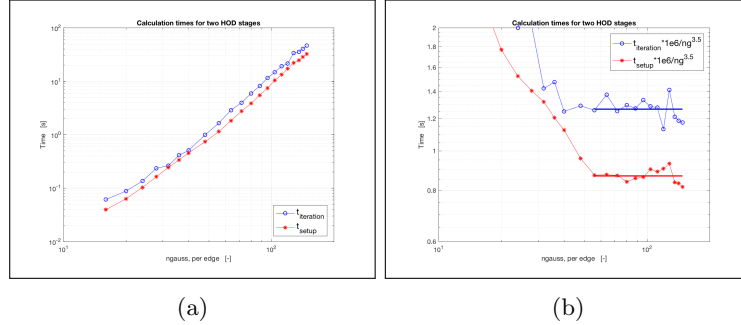 Calculation times for two HOD stages
10^2
10^1
10^0
10^-1
10^-2
Time [s]
t_iteration
t_setup
10^1
10^2
ngauss, per edge [-]
(a)
Calculation times for two HOD stages
2
1.8
1.6
1.4
1.2
1
0.8
0.6
Time [s]
t_iteration*1e6/ng^3.5
t_setup*1e6/ng^3.5
10^1
10^2
ngauss, per edge [-]
(b)